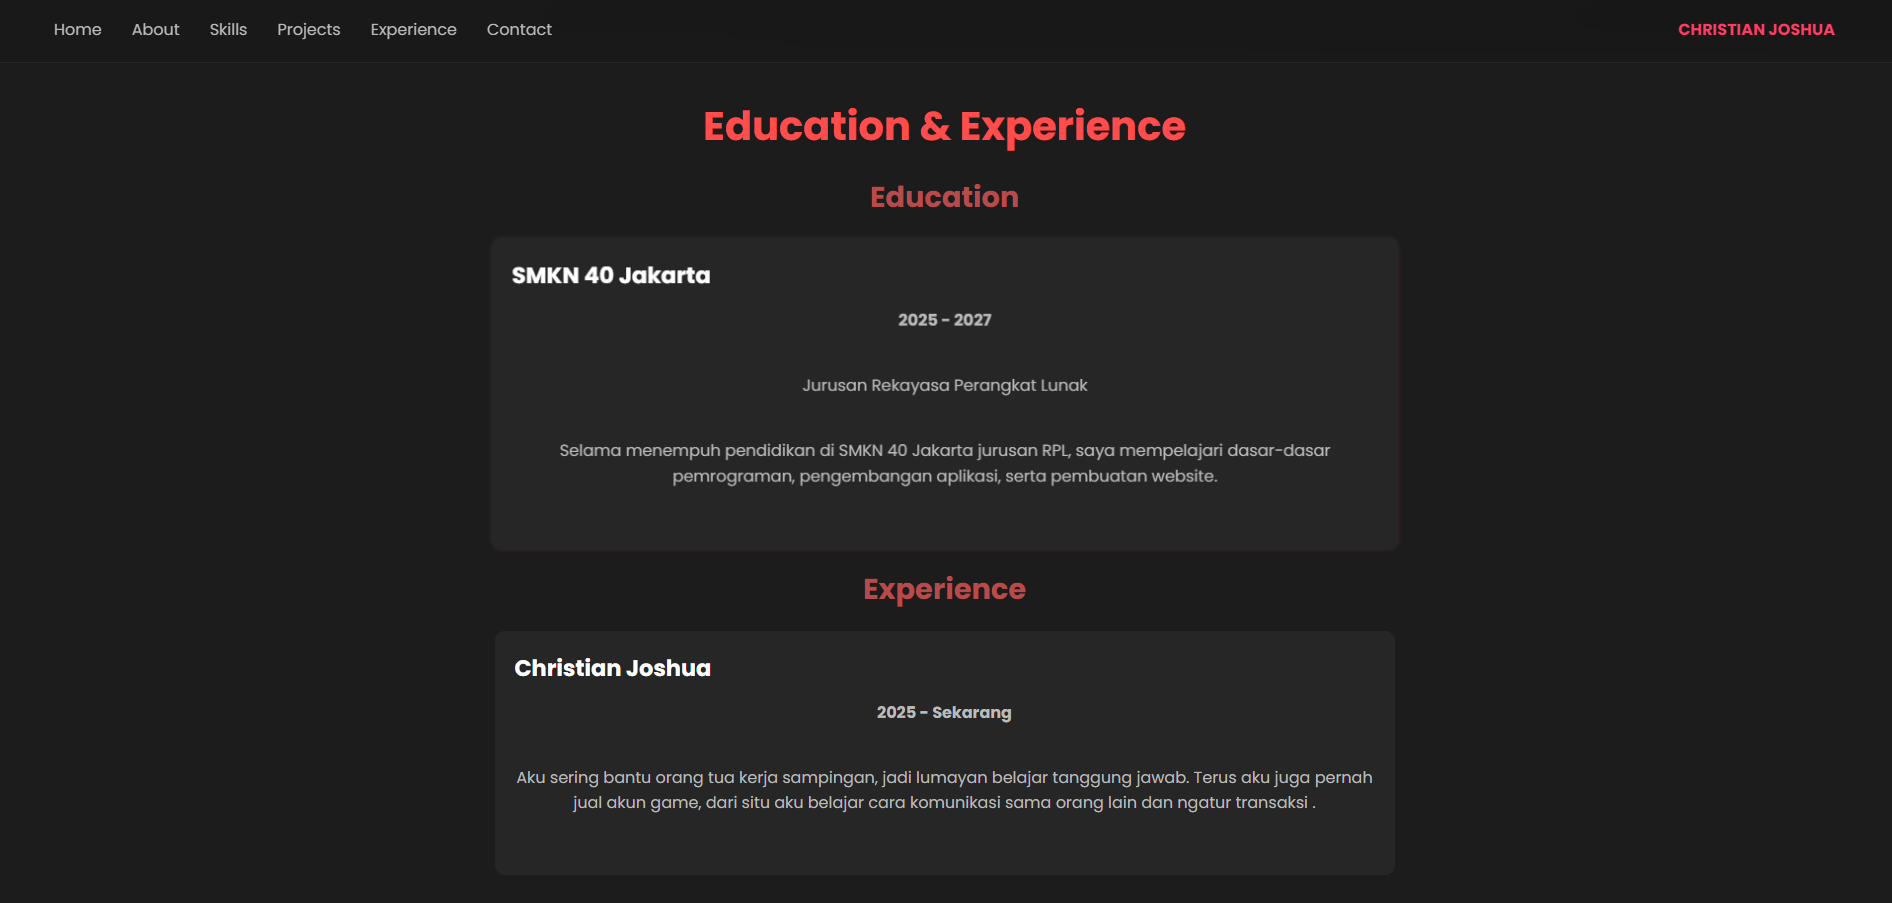 Home About Skills Projects Experience Contact CHRISTIAN JOSHUA
Education & Experience
Education
SMKN 40 Jakarta
2025 - 2027
Jurusan Rekayasa Perangkat Lunak
Selama menempuh pendidikan di SMKN 40 Jakarta jurusan RPL, saya mempelajari dasar-dasar
pemrograman, pengembangan aplikasi, serta pembuatan website.
Experience
Christian Joshua
2025 - Sekarang
Aku sering bantu orang tua kerja sampingan, jadi lumayan belajar tanggung jawab. Terus aku juga pernah
jual akun game, dari situ aku belajar cara komunikasi sama orang lain dan ngatur transaksi .